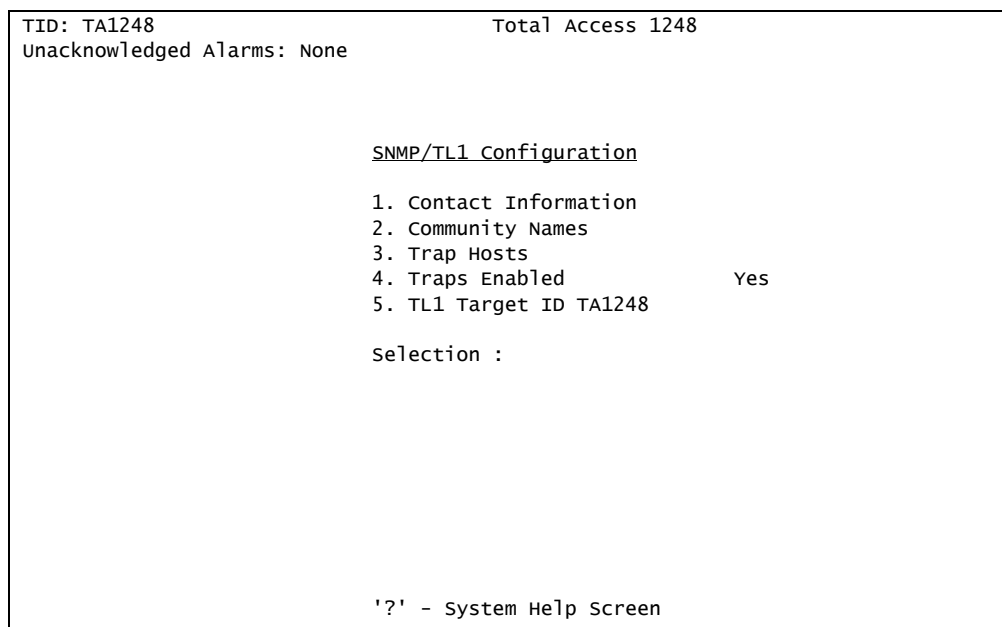 TID: TA1248 Total Access 1248
Unacknowledged Alarms: None
SNMP/TL1 Configuration
1. Contact Information
2. Community Names
3. Trap Hosts
4. Traps Enabled Yes
5. TL1 Target ID TA1248
Selection :
'?' - System Help Screen